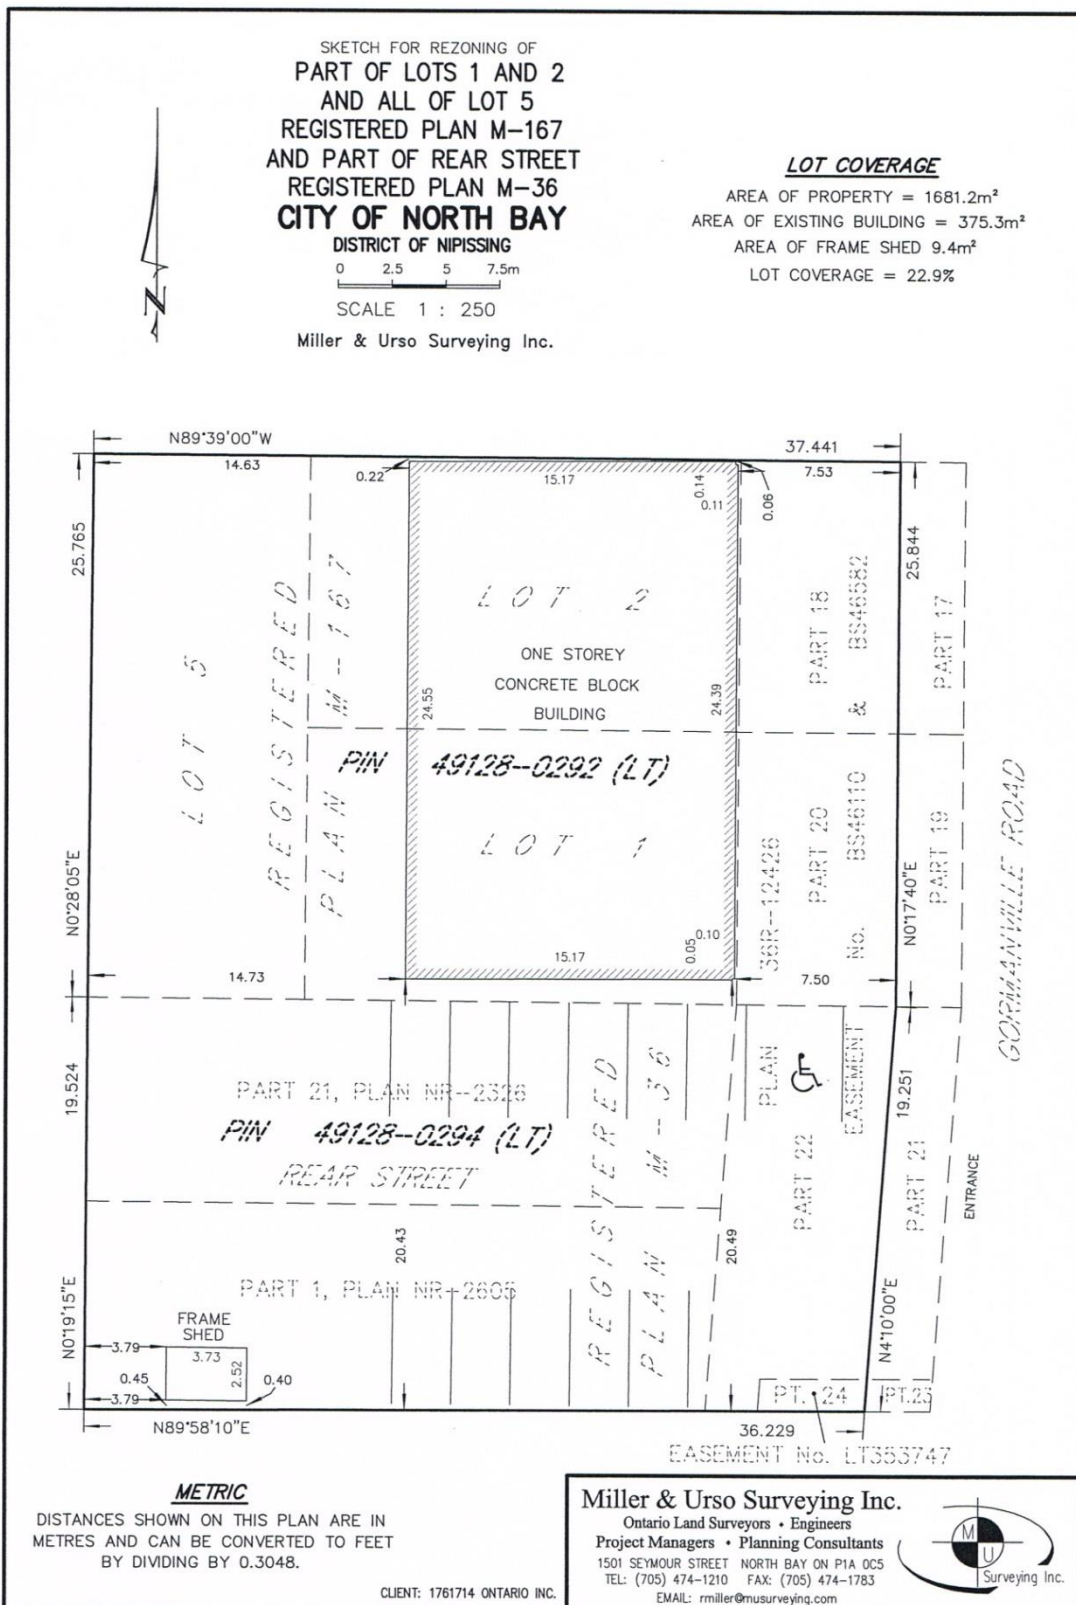 SKETCH FOR REZONING OF
PART OF LOTS 1 AND 2
AND ALL OF LOT 5
REGISTERED PLAN M-167
AND PART OF REAR STREET
REGISTERED PLAN M-36
CITY OF NORTH BAY
DISTRICT OF NIPISSING
0 2.5 5 7.5m
SCALE 1 : 250
Miller & Urso Surveying Inc.
N
LOT COVERAGE
AREA OF PROPERTY = 1681.2m²
AREA OF EXISTING BUILDING = 375.3m²
AREA OF FRAME SHED 9.4m²
LOT COVERAGE = 22.9%
N89°39'00"W
37.441
14.63
0.22
15.17
0.14
0.11
0.06
7.53
25.765
25.844
LOT 5
REGISTERED
PLAN M-167
LOT 2
ONE STOREY
CONCRETE BLOCK
BUILDING
24.55
24.39
PIN 49128-0292 (LT)
LOT 1
PART 18
PART 17
No. BS46110 & BS46582
PART 20
PART 19
36R-12426
N0°28'05"E
N0°17'40"E
GORMANVILLE ROAD
0.05
0.10
14.73
15.17
7.50
19.524
19.251
PART 21, PLAN NR-2326
PIN 49128-0294 (LT)
REAR STREET
REGISTERED
PLAN M-36
PLAN
EASEMENT
PART 22
PART 21
ENTRANCE
20.43
20.49
PART 1, PLAN NR-2605
N0°19'15"E
N4°10'00"E
FRAME
SHED
3.79
3.73
2.52
0.45
0.40
3.79
PT. 24
PT.23
N89°58'10"E
36.229
EASEMENT No. LT353747
METRIC
DISTANCES SHOWN ON THIS PLAN ARE IN
METRES AND CAN BE CONVERTED TO FEET
BY DIVIDING BY 0.3048.
CLIENT: 1761714 ONTARIO INC.
Miller & Urso Surveying Inc.
Ontario Land Surveyors • Engineers
Project Managers • Planning Consultants
1501 SEYMOUR STREET NORTH BAY ON P1A 0C5
TEL: (705) 474-1210 FAX: (705) 474-1783
EMAIL: rmiller@musurveying.com
M
U
Surveying Inc.